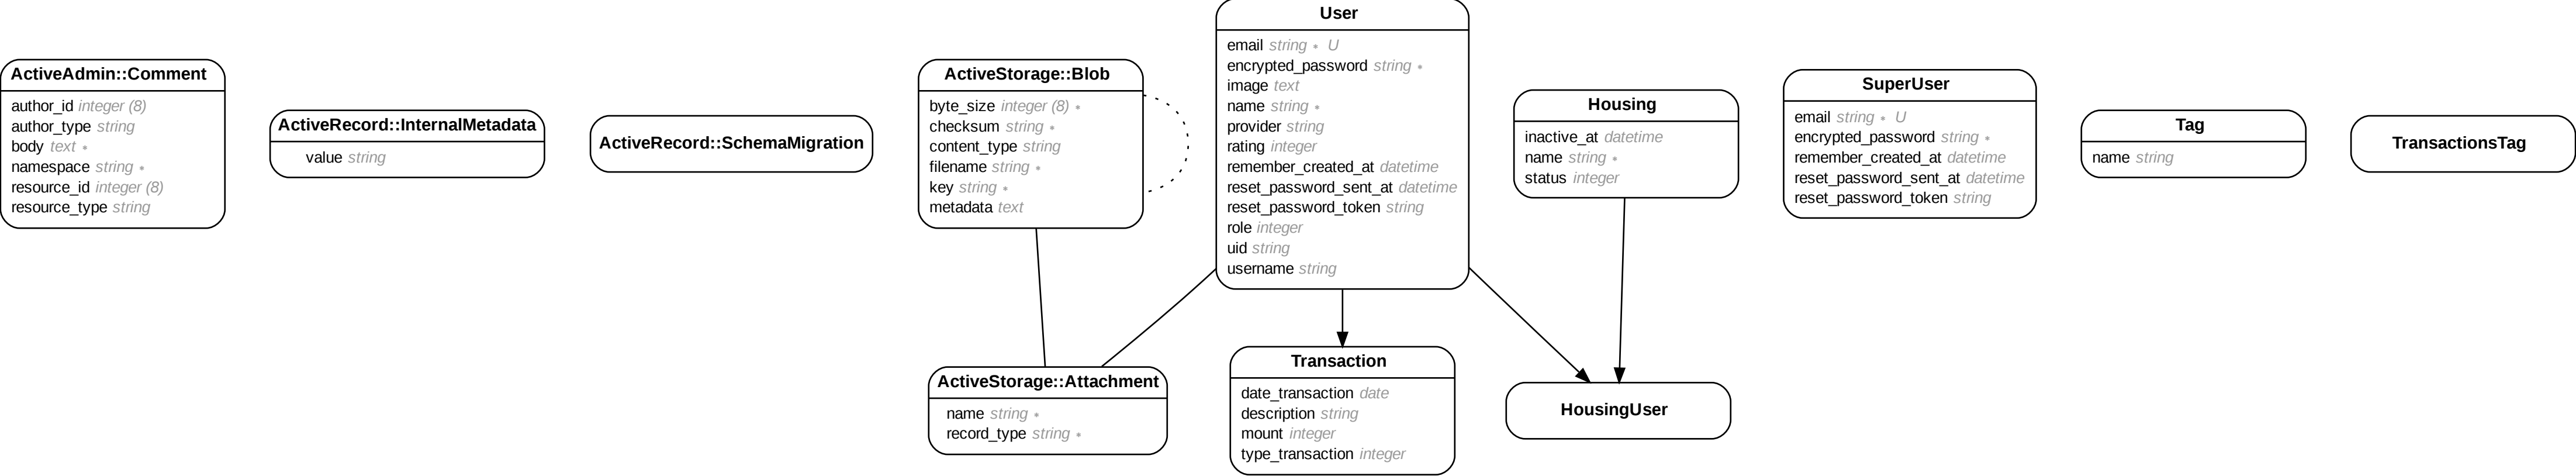 ActiveAdmin::Comment
author_id integer (8)
author_type string
body text *
namespace string *
resource_id integer (8)
resource_type string
ActiveRecord::InternalMetadata
value string
ActiveRecord::SchemaMigration
ActiveStorage::Blob
byte_size integer (8) *
checksum string *
content_type string
filename string *
key string *
metadata text
User
email string * U
encrypted_password string *
image text
name string *
provider string
rating integer
remember_created_at datetime
reset_password_sent_at datetime
reset_password_token string
role integer
uid string
username string
Housing
inactive_at datetime
name string *
status integer
SuperUser
email string * U
encrypted_password string *
remember_created_at datetime
reset_password_sent_at datetime
reset_password_token string
Tag
name string
TransactionsTag
ActiveStorage::Attachment
name string *
record_type string *
Transaction
date_transaction date
description string
mount integer
type_transaction integer
HousingUser